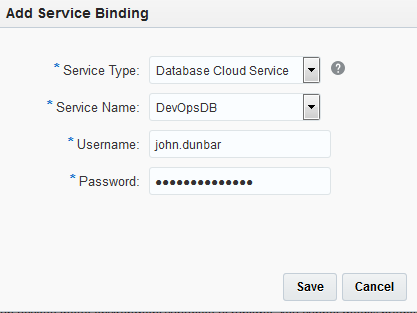 Add Service Binding
* Service Type: Database Cloud Service ?
* Service Name: DevOpsDB
* Username: john.dunbar
* Password: ••••••••••••••
Save Cancel